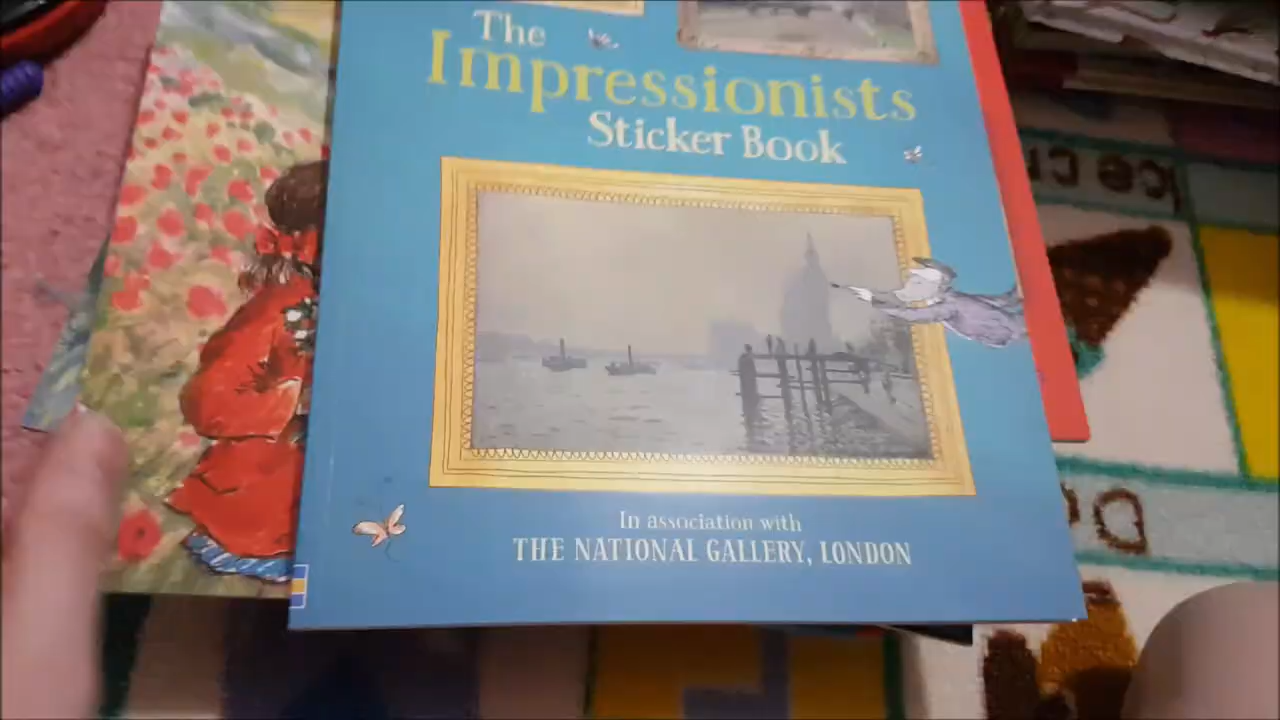 The
Impressionists
Sticker Book
In association with
THE NATIONAL GALLERY, LONDON